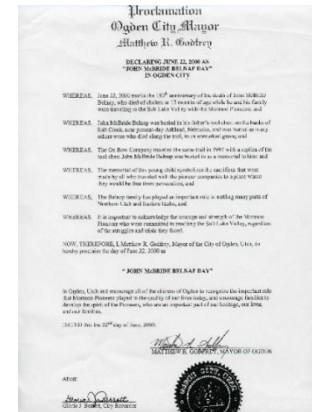 Proclamation
Ogden City Mayor
Matthew R. Godfrey
DECLARING JUNE 22, 2000 AS
"JOHN McBRIDE BELNAP DAY"
IN OGDEN CITY
WHEREAS, June 22, 2000 marks the 150th anniversary of the death of John McBride
Belnap, who died of cholera at 13 months of age while he and his family
were traveling to the Salt Lake Valley with the Mormon Pioneers; and
WHEREAS, John McBride Belnap was buried in his father's tool chest on the banks of
Salt Creek, near present-day Ashland, Nebraska, and was buried as many
others were who died along the trail, in an unmarked grave; and
WHEREAS, The Ox Bow Company traveled the same trail in 1997 with a replica of the
tool chest John McBride Belnap was buried in as a memorial to him; and
WHEREAS, The memorial of this young child symbolizes the sacrifices that were
made by all who traveled with the pioneer companies to a place where
they would be free from persecution; and
WHEREAS, The Belnap family has played an important role in settling many parts of
Northern Utah and Eastern Idaho; and
WHEREAS, It is important to acknowledge the courage and strength of the Mormon
Pioneers who were committed to reaching the Salt Lake Valley, regardless
of the struggles and trials they faced.
NOW, THEREFORE, I, Matthew R. Godfrey, Mayor of the City of Ogden, Utah, do
hereby proclaim the day of June 22, 2000
"JOHN McBRIDE BELNAP DAY"
in Ogden, Utah and encourage all of the citizens of Ogden to recognize the important role
that Mormon Pioneers played in the quality of our lives today, and encourage families to
develop the spirit of the Pioneers, who are an important part of our heritage, our lives,
and our families.
DATED this the 22nd day of June, 2000.
MATTHEW R. GODFREY, MAYOR OF OGDEN
ATTEST:
Gloria J. Berrett, City Recorder